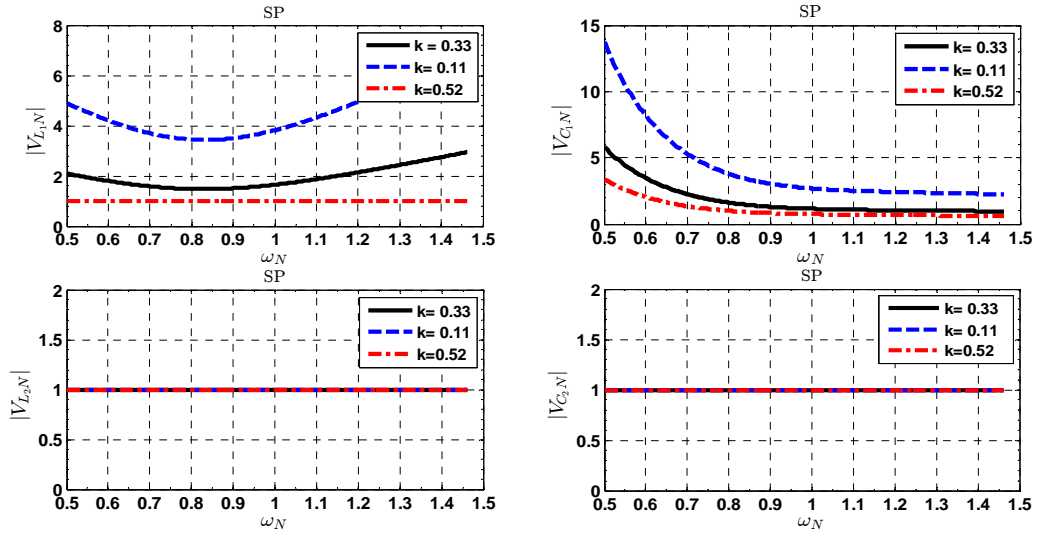 SP
|V_{L_1N}|
8
6
4
2
0
k = 0.33
k= 0.11
k=0.52
0.5 0.6 0.7 0.8 0.9 1 1.1 1.2 1.3 1.4 1.5
ω_N
SP
|V_{C_1N}|
15
10
5
0
k= 0.33
k= 0.11
k=0.52
0.5 0.6 0.7 0.8 0.9 1 1.1 1.2 1.3 1.4 1.5
ω_N
SP
|V_{L_2N}|
2
1.5
1
0.5
0
k= 0.33
k= 0.11
k=0.52
0.5 0.6 0.7 0.8 0.9 1 1.1 1.2 1.3 1.4 1.5
ω_N
SP
|V_{C_2N}|
2
1.5
1
0.5
0
k= 0.33
k= 0.11
k=0.52
0.5 0.6 0.7 0.8 0.9 1 1.1 1.2 1.3 1.4 1.5
ω_N